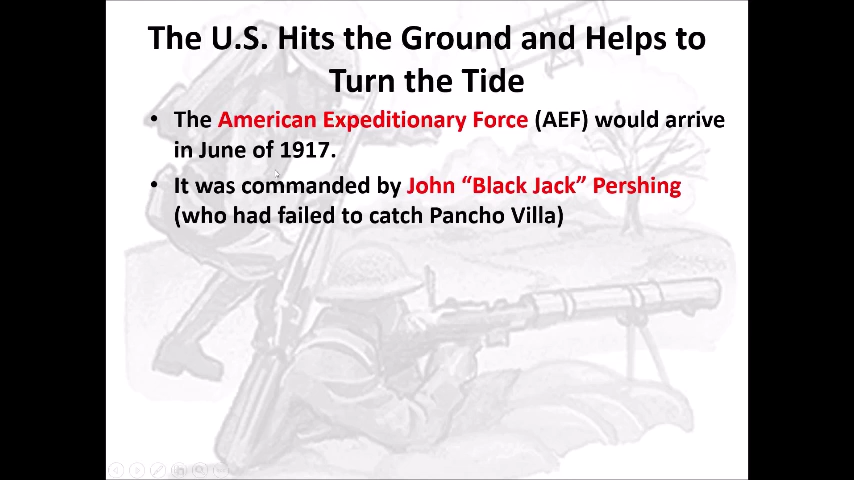 The U.S. Hits the Ground and Helps to
Turn the Tide
• The American Expeditionary Force (AEF) would arrive
in June of 1917.
• It was commanded by John “Black Jack” Pershing
(who had failed to catch Pancho Villa)